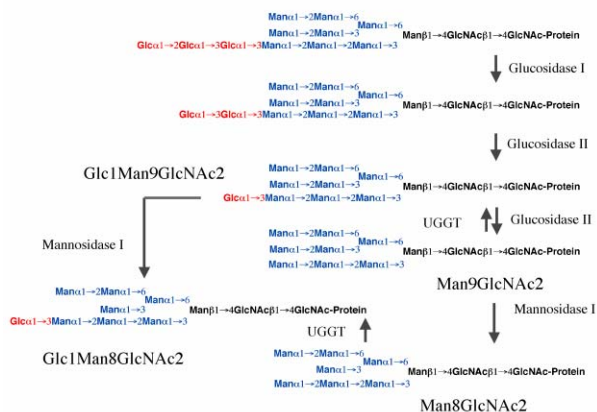 Manα1→2Manα1→6
Manα1→6
Manα1→2Manα1→3
Manβ1→4GlcNAcβ1→4GlcNAc-Protein
Glcα1→2Glcα1→3Glcα1→3Manα1→2Manα1→2Manα1→3
Glucosidase I
Manα1→2Manα1→6
Manα1→6
Manα1→2Manα1→3
Manβ1→4GlcNAcβ1→4GlcNAc-Protein
Glcα1→3Glcα1→3Manα1→2Manα1→2Manα1→3
Glucosidase II
Glc1Man9GlcNAc2
Manα1→2Manα1→6
Manα1→6
Manα1→2Manα1→3
Manβ1→4GlcNAcβ1→4GlcNAc-Protein
Glcα1→3Manα1→2Manα1→2Manα1→3
UGGT
Glucosidase II
Mannosidase I
Manα1→2Manα1→6
Manα1→6
Manα1→2Manα1→3
Manβ1→4GlcNAcβ1→4GlcNAc-Protein
Manα1→2Manα1→2Manα1→3
Man9GlcNAc2
Manα1→2Manα1→6
Manα1→6
Manα1→3
Manβ1→4GlcNAcβ1→4GlcNAc-Protein
Glcα1→3Manα1→2Manα1→2Manα1→3
Glc1Man8GlcNAc2
UGGT
Mannosidase I
Manα1→2Manα1→6
Manα1→6
Manα1→3
Manβ1→4GlcNAcβ1→4GlcNAc-Protein
Manα1→2Manα1→2Manα1→3
Man8GlcNAc2